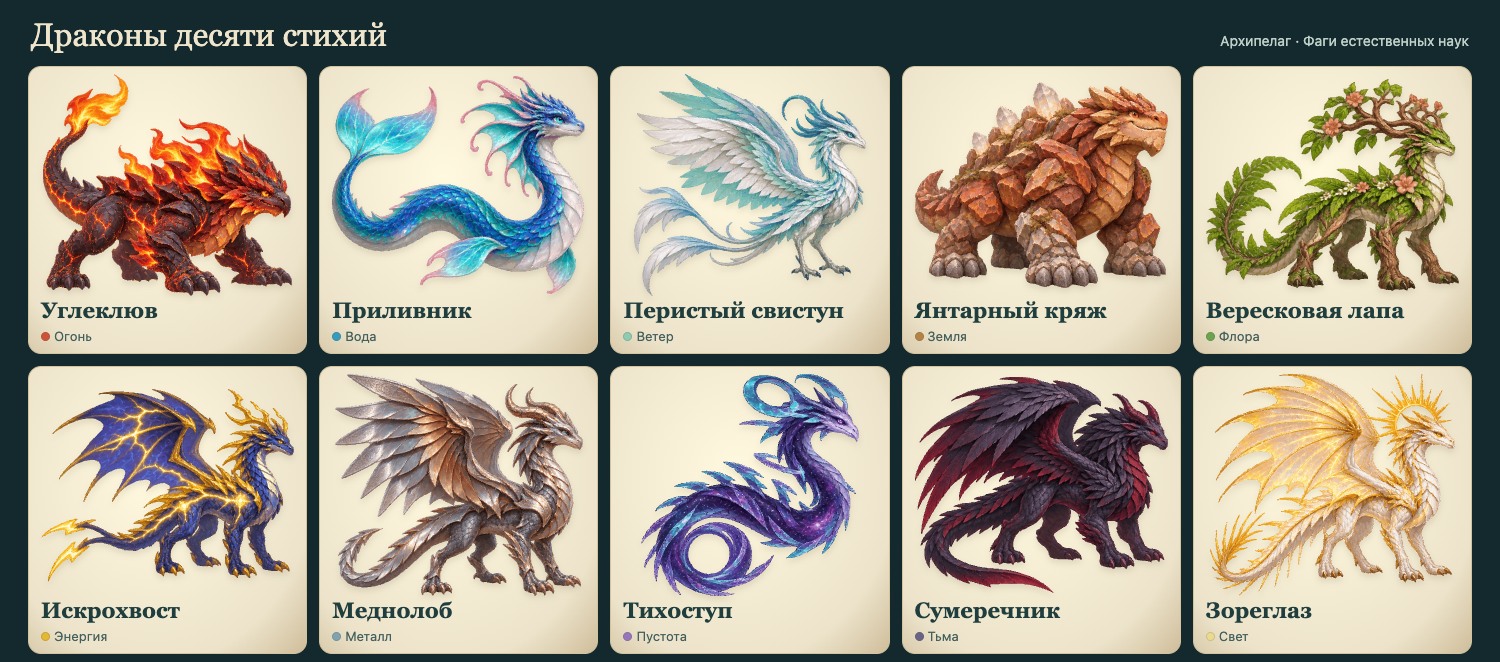 Драконы десяти стихий
Архипелаг · Фаги естественных наук
Углеклюв
Огонь
Приливник
Вода
Перистый свистун
Ветер
Янтарный кряж
Земля
Вересковая лапа
Флора
Искрохвост
Энергия
Меднолоб
Металл
Тихоступ
Пустота
Сумеречник
Тьма
Зореглаз
Свет